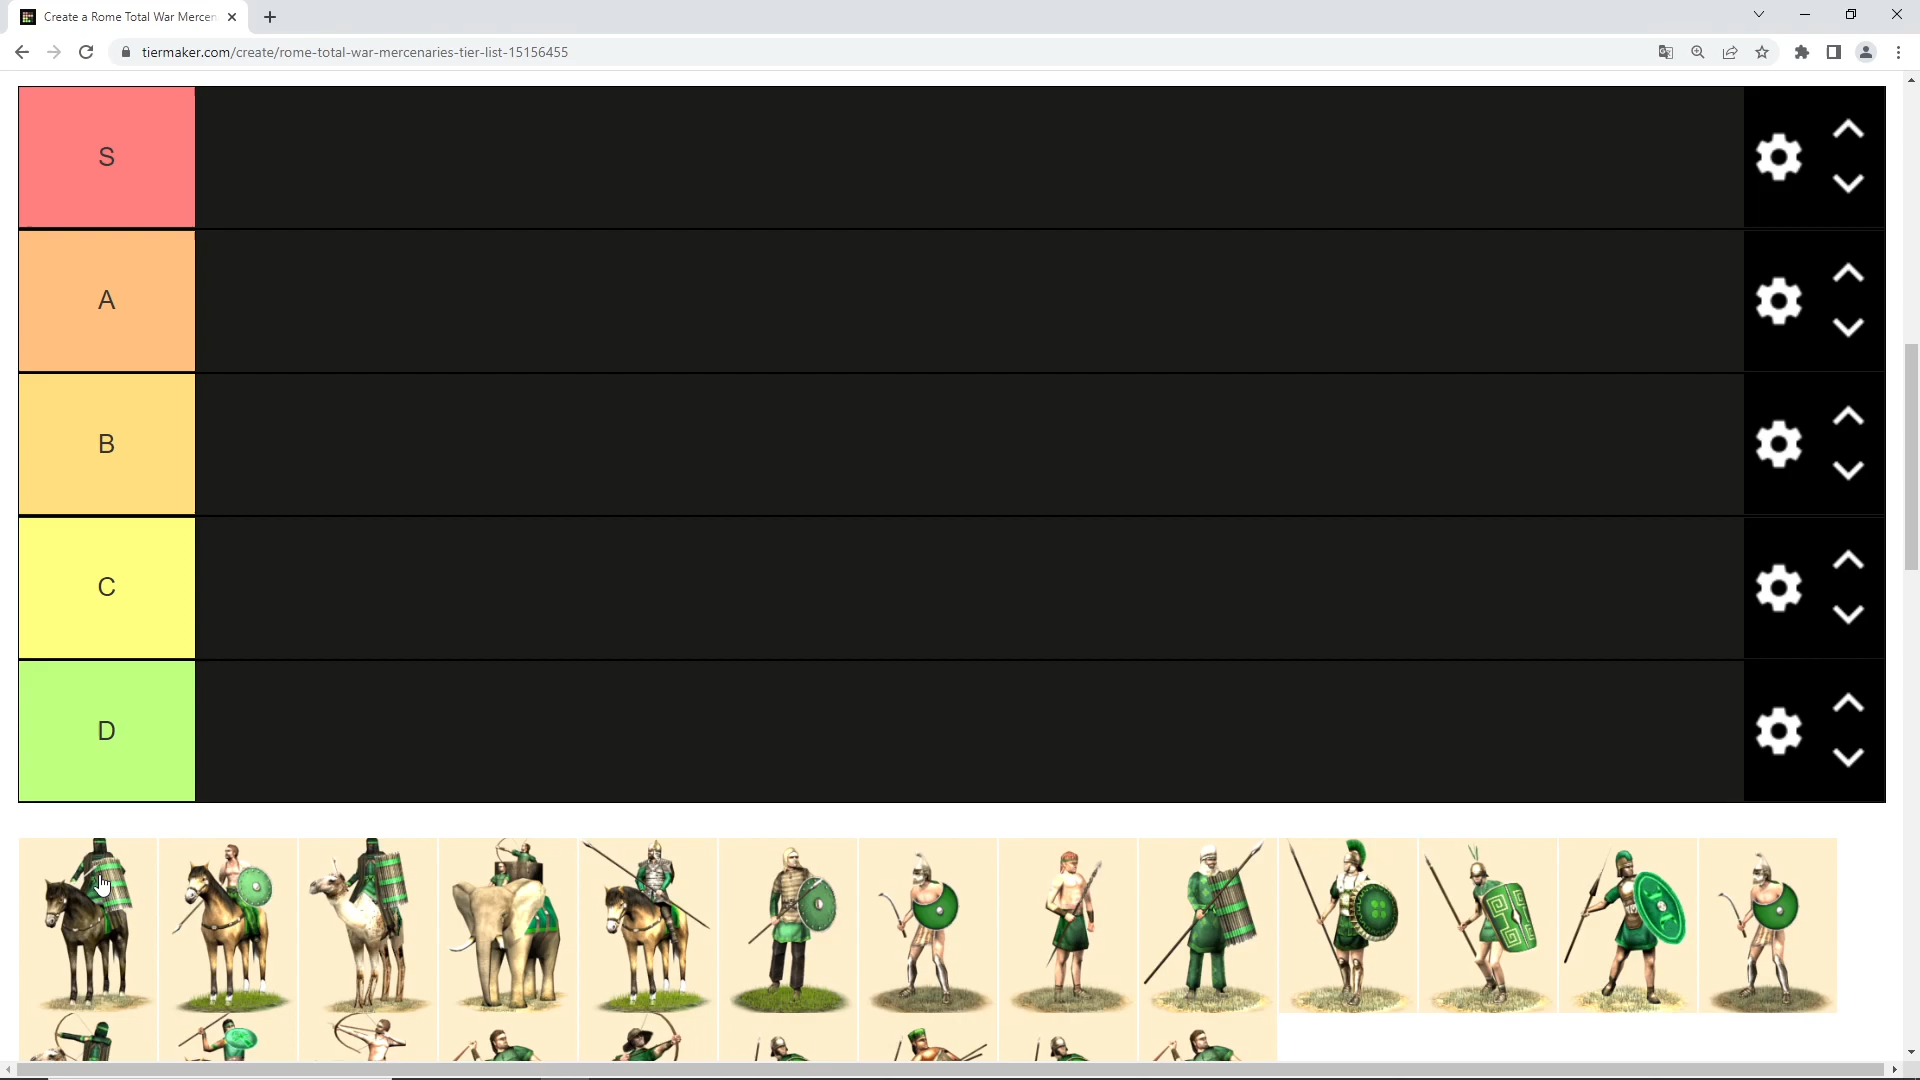 Create a Rome Total War Mercen
tiermaker.com/create/rome-total-war-mercenaries-tier-list-15156455
S
A
B
C
D